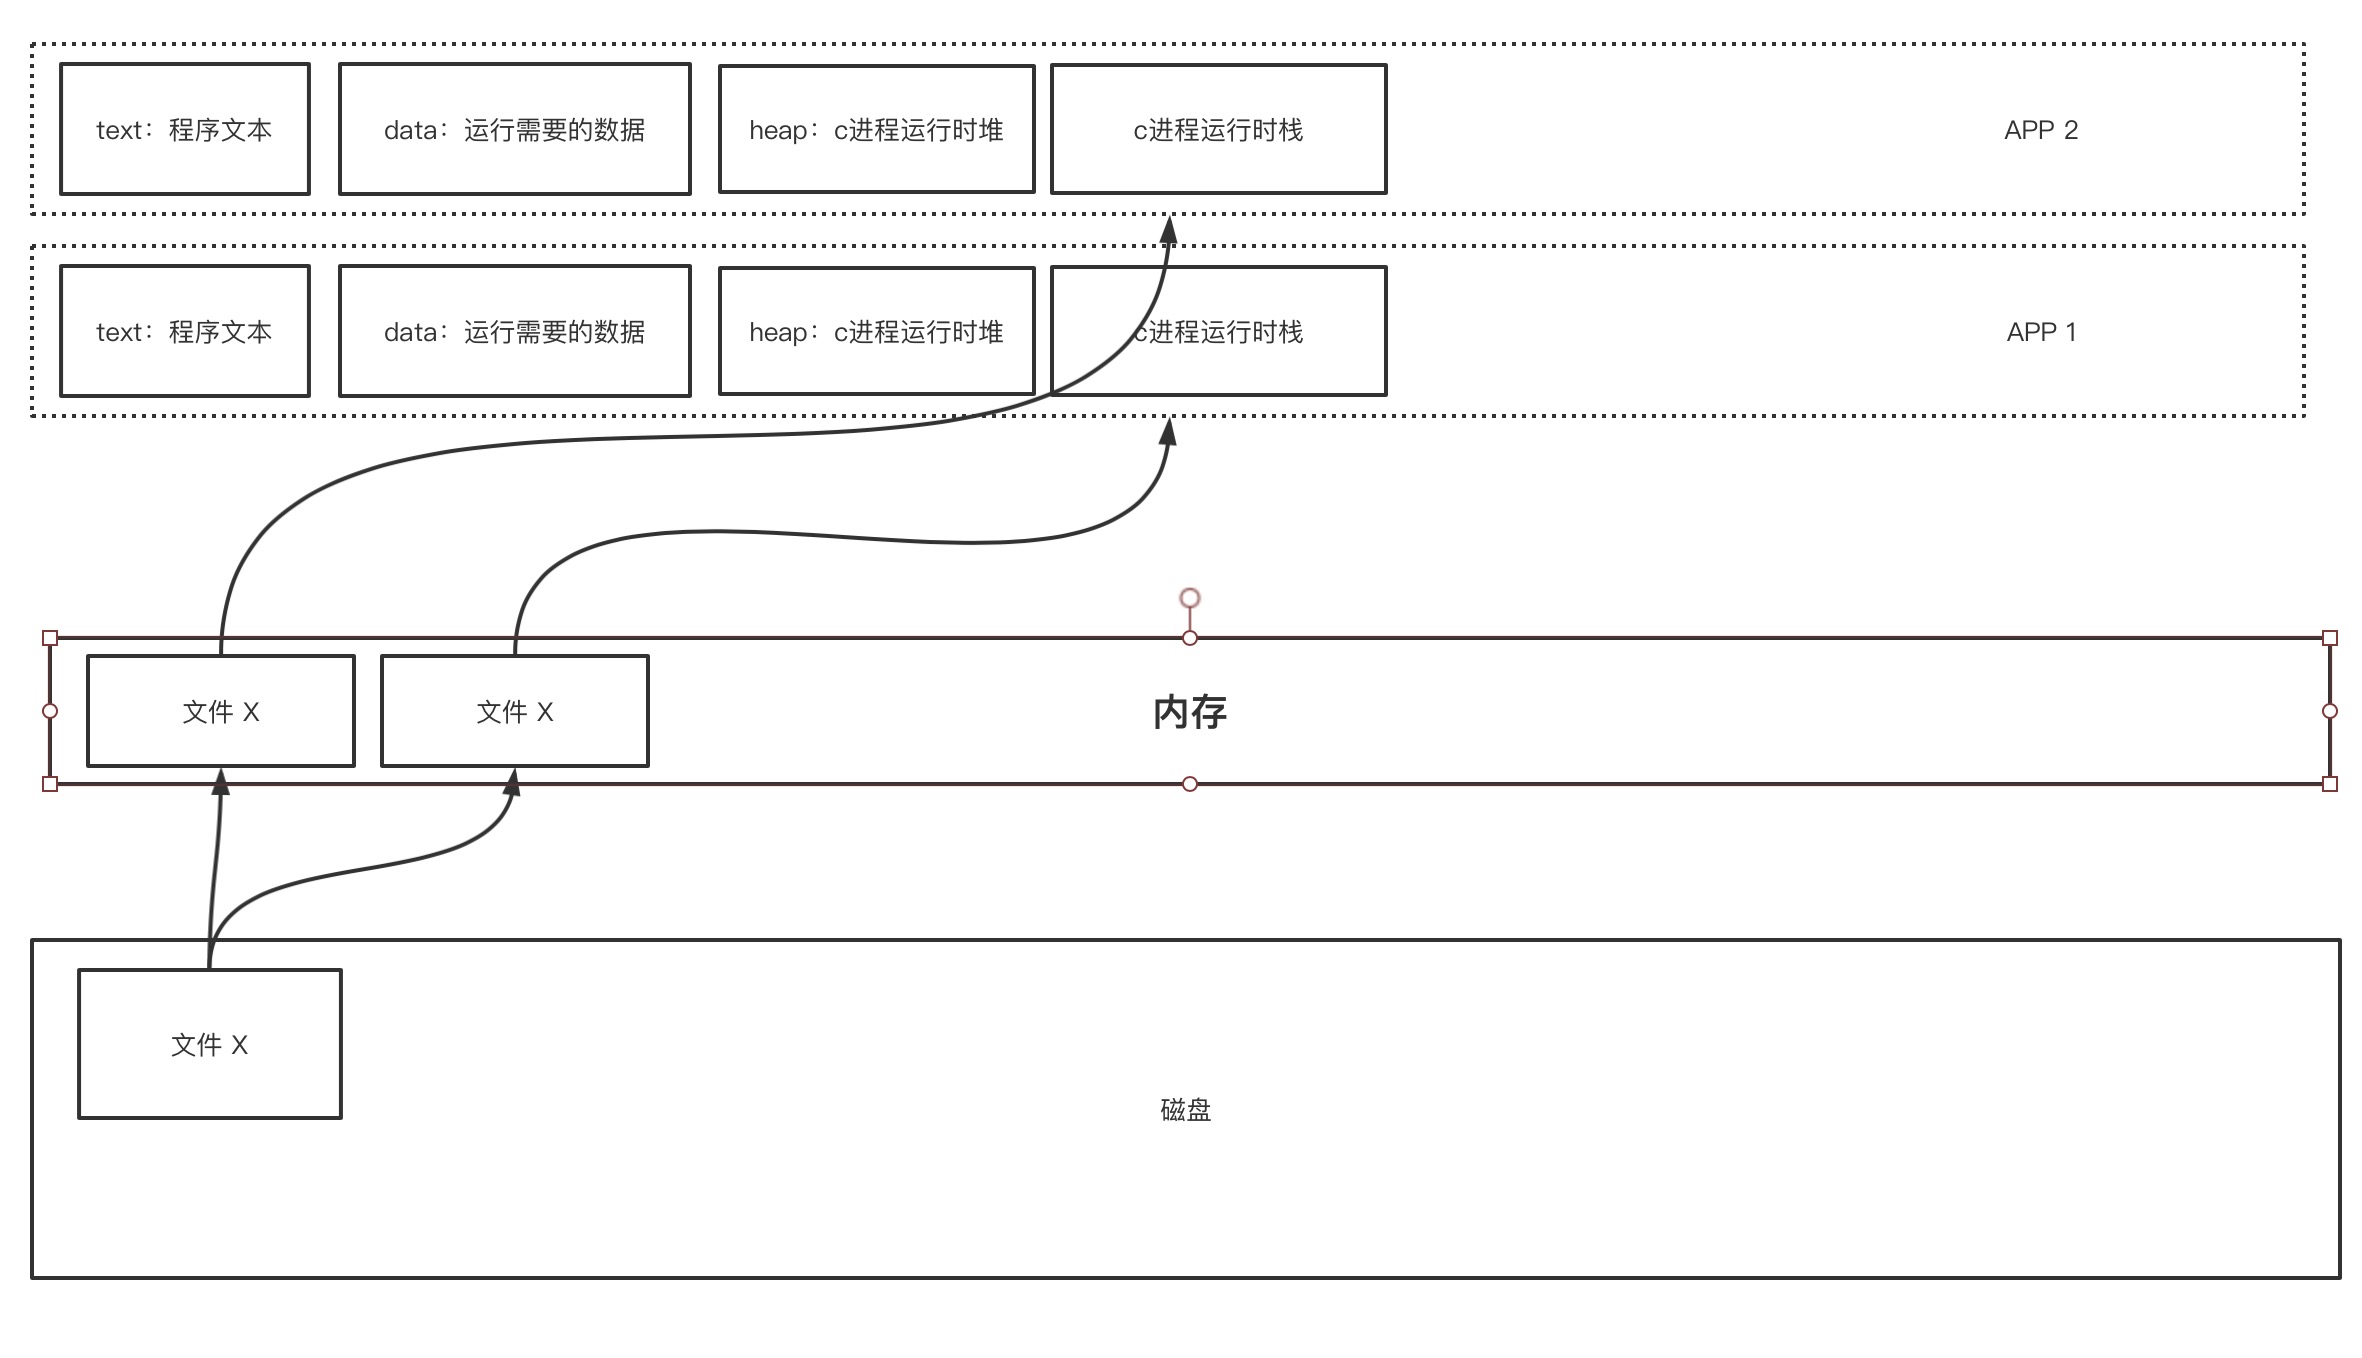 text：程序文本
data：运行需要的数据
heap：c进程运行时堆
c进程运行时栈
APP 2
text：程序文本
data：运行需要的数据
heap：c进程运行时堆
c进程运行时栈
APP 1
文件 X
文件 X
内存
文件 X
磁盘